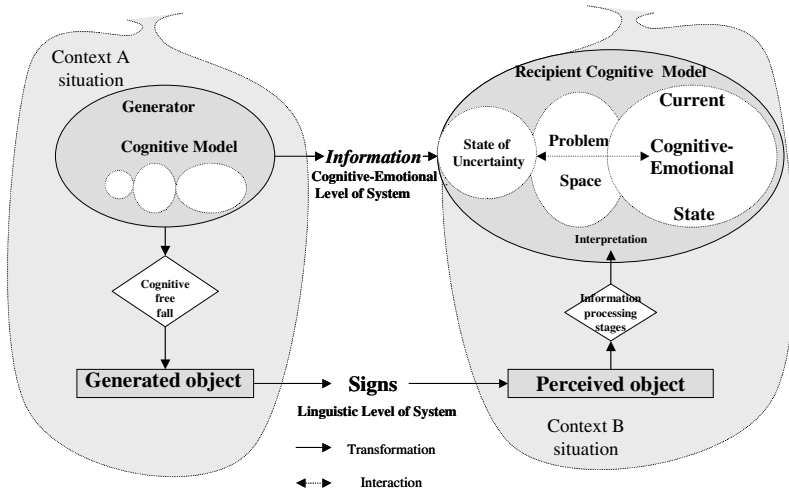 Context A
situation
Generator
Cognitive Model
Cognitive
free
fall
Generated object
Information
Cognitive-Emotional
Level of System
Signs
Linguistic Level of System
Transformation
Interaction
Recipient Cognitive Model
State of
Uncertainty
Problem
Space
Current
Cognitive-
Emotional
State
Interpretation
Information
processing
stages
Perceived object
Context B
situation